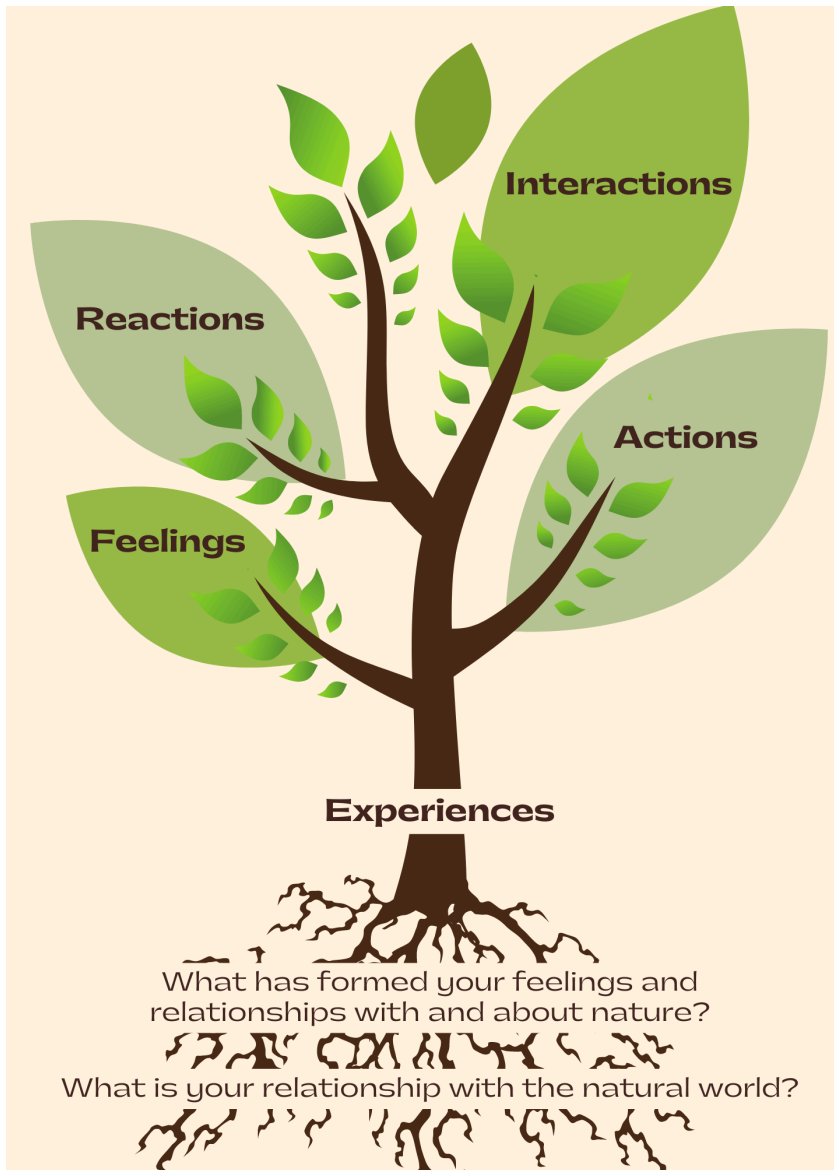 Interactions
Reactions
Actions
Feelings
Experiences
What has formed your feelings and
relationships with and about nature?
What is your relationship with the natural world?